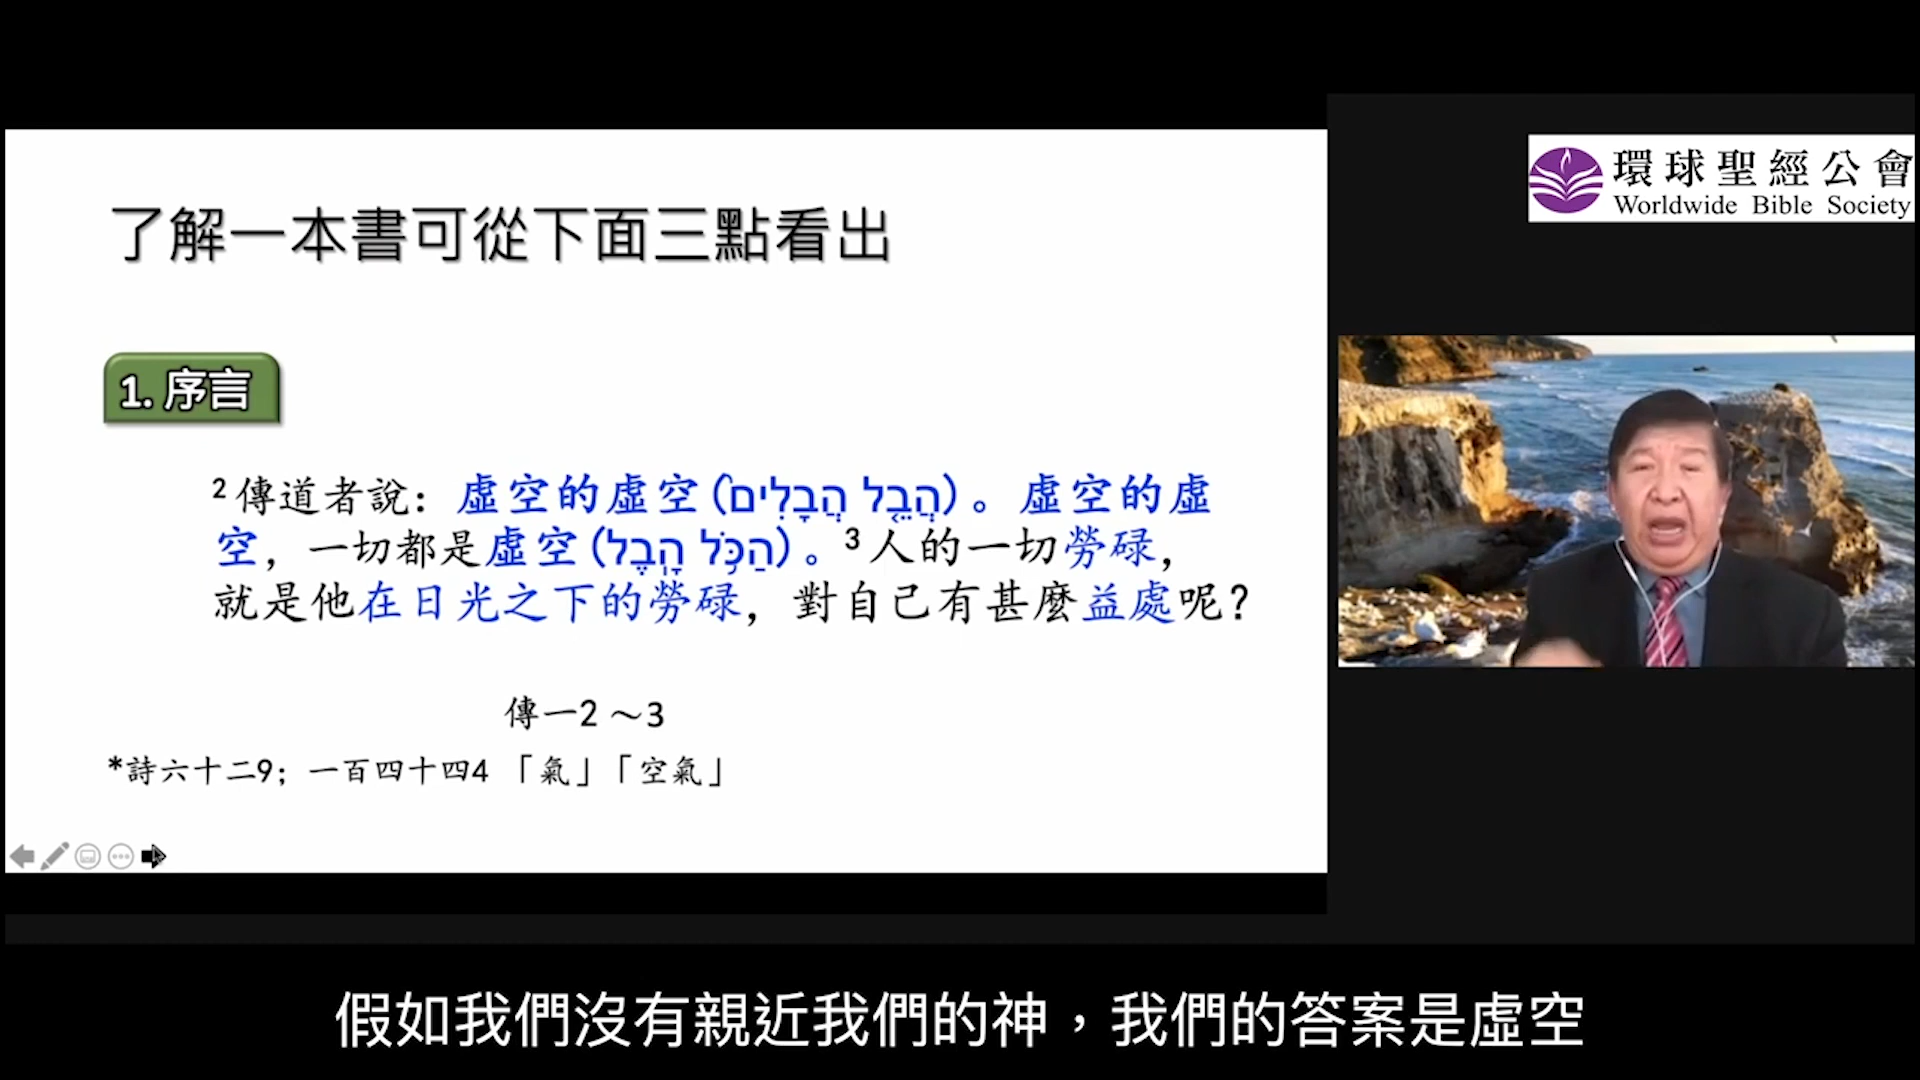 了解一本書可從下面三點看出
1. 序言
2 傳道者說：虛空的虛空(הֲבֵ֤ל הֲבָלִים֙)。虛空的虛
空，一切都是虛空(הַכֹּ֥ל הָֽבֶל)。3 人的一切勞碌，
就是他在日光之下的勞碌，對自己有甚麼益處呢？
傳一2～3
*詩六十二9；一百四十四4「氣」「空氣」
環球聖經公會
Worldwide Bible Society
假如我們沒有親近我們的神，我們的答案是虛空